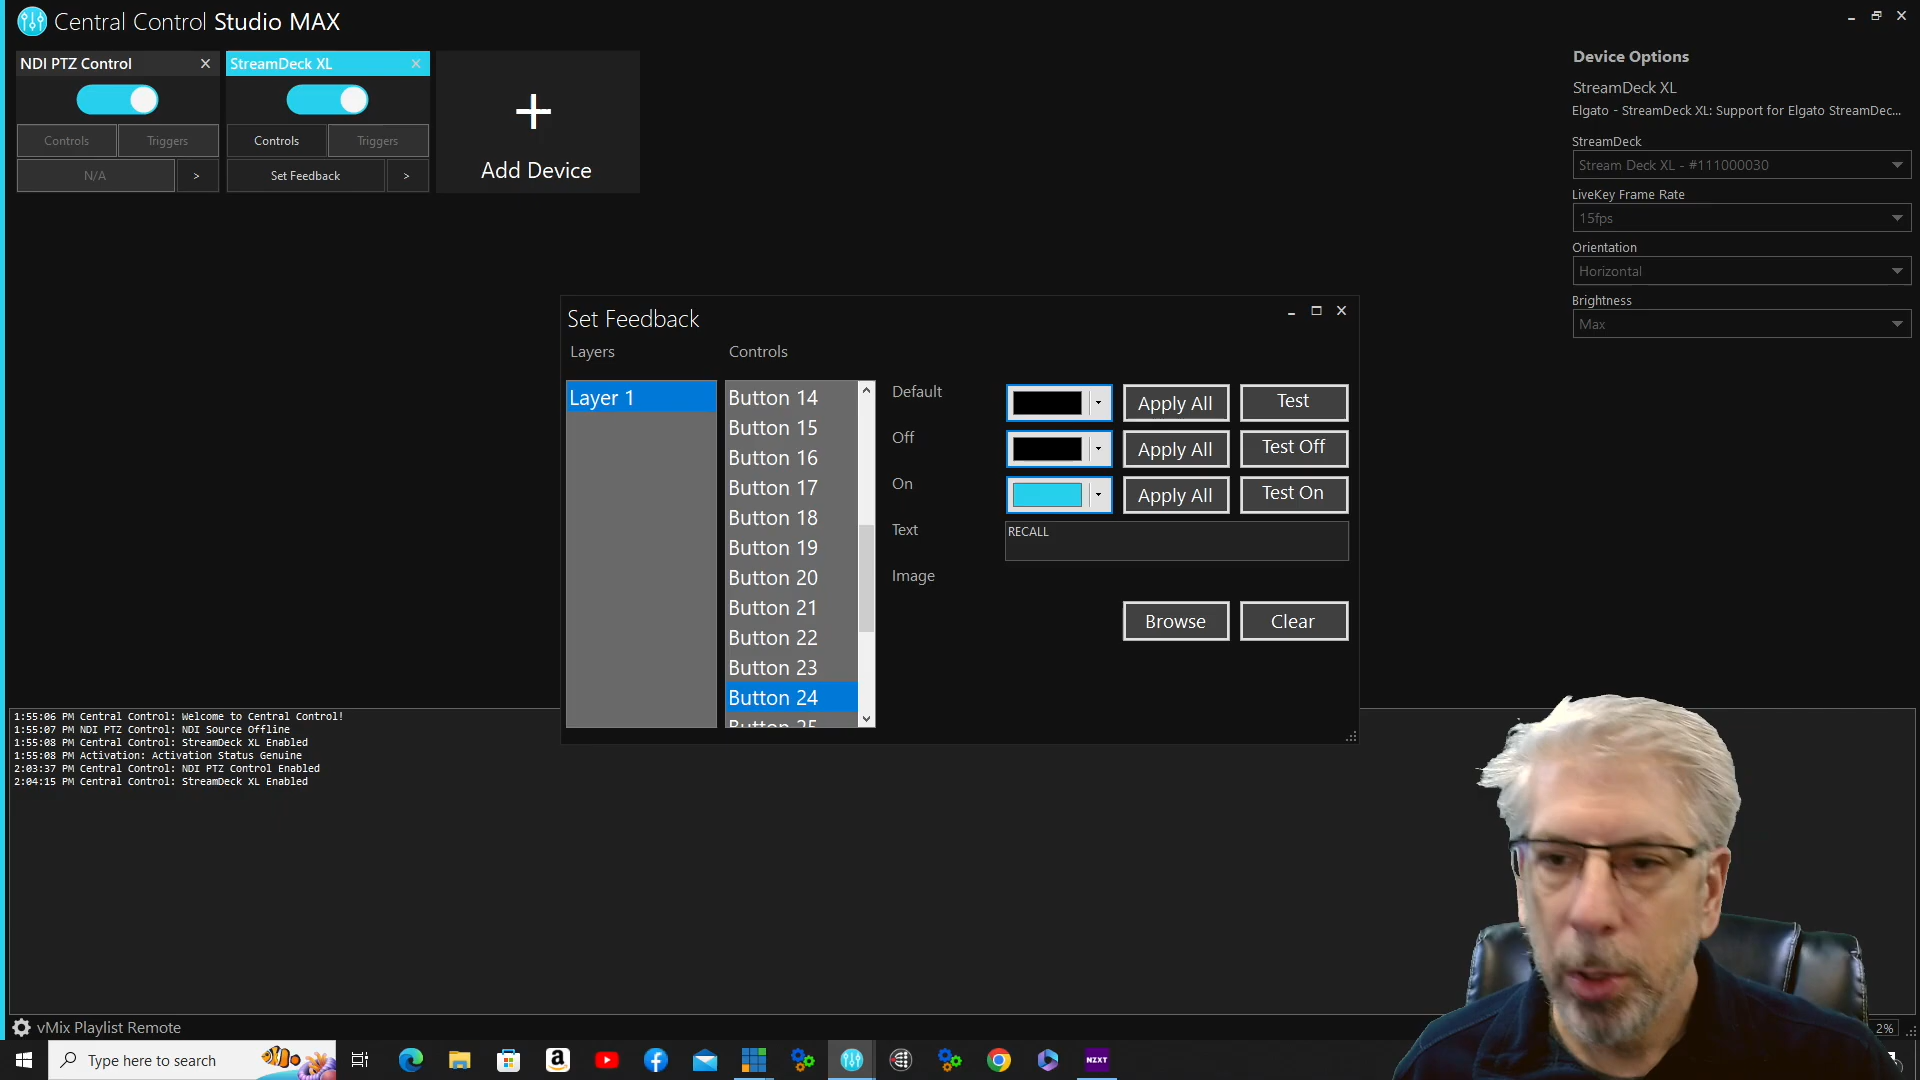 Central Control Studio MAX
NDI PTZ Control
StreamDeck XL
Controls
Triggers
Controls
Triggers
N/A
>
Set Feedback
>
+
Add Device
Device Options
StreamDeck XL
Elgato - StreamDeck XL: Support for Elgato StreamDec...
StreamDeck
Stream Deck XL - #111000030
LiveKey Frame Rate
15fps
Orientation
Horizontal
Brightness
Max
Set Feedback
Layers
Controls
Layer 1
Button 14
Button 15
Button 16
Button 17
Button 18
Button 19
Button 20
Button 21
Button 22
Button 23
Button 24
Button 25
Default
Apply All
Test
Off
Apply All
Test Off
On
Apply All
Test On
Text
RECALL
Image
Browse
Clear
1:55:06 PM Central Control: Welcome to Central Control!
1:55:07 PM NDI PTZ Control: NDI Source Offline
1:55:08 PM Central Control: StreamDeck XL Enabled
1:55:08 PM Activation: Activation Status Genuine
2:03:37 PM Central Control: NDI PTZ Control Enabled
2:04:15 PM Central Control: StreamDeck XL Enabled
vMix Playlist Remote
2%
Type here to search
NZXT